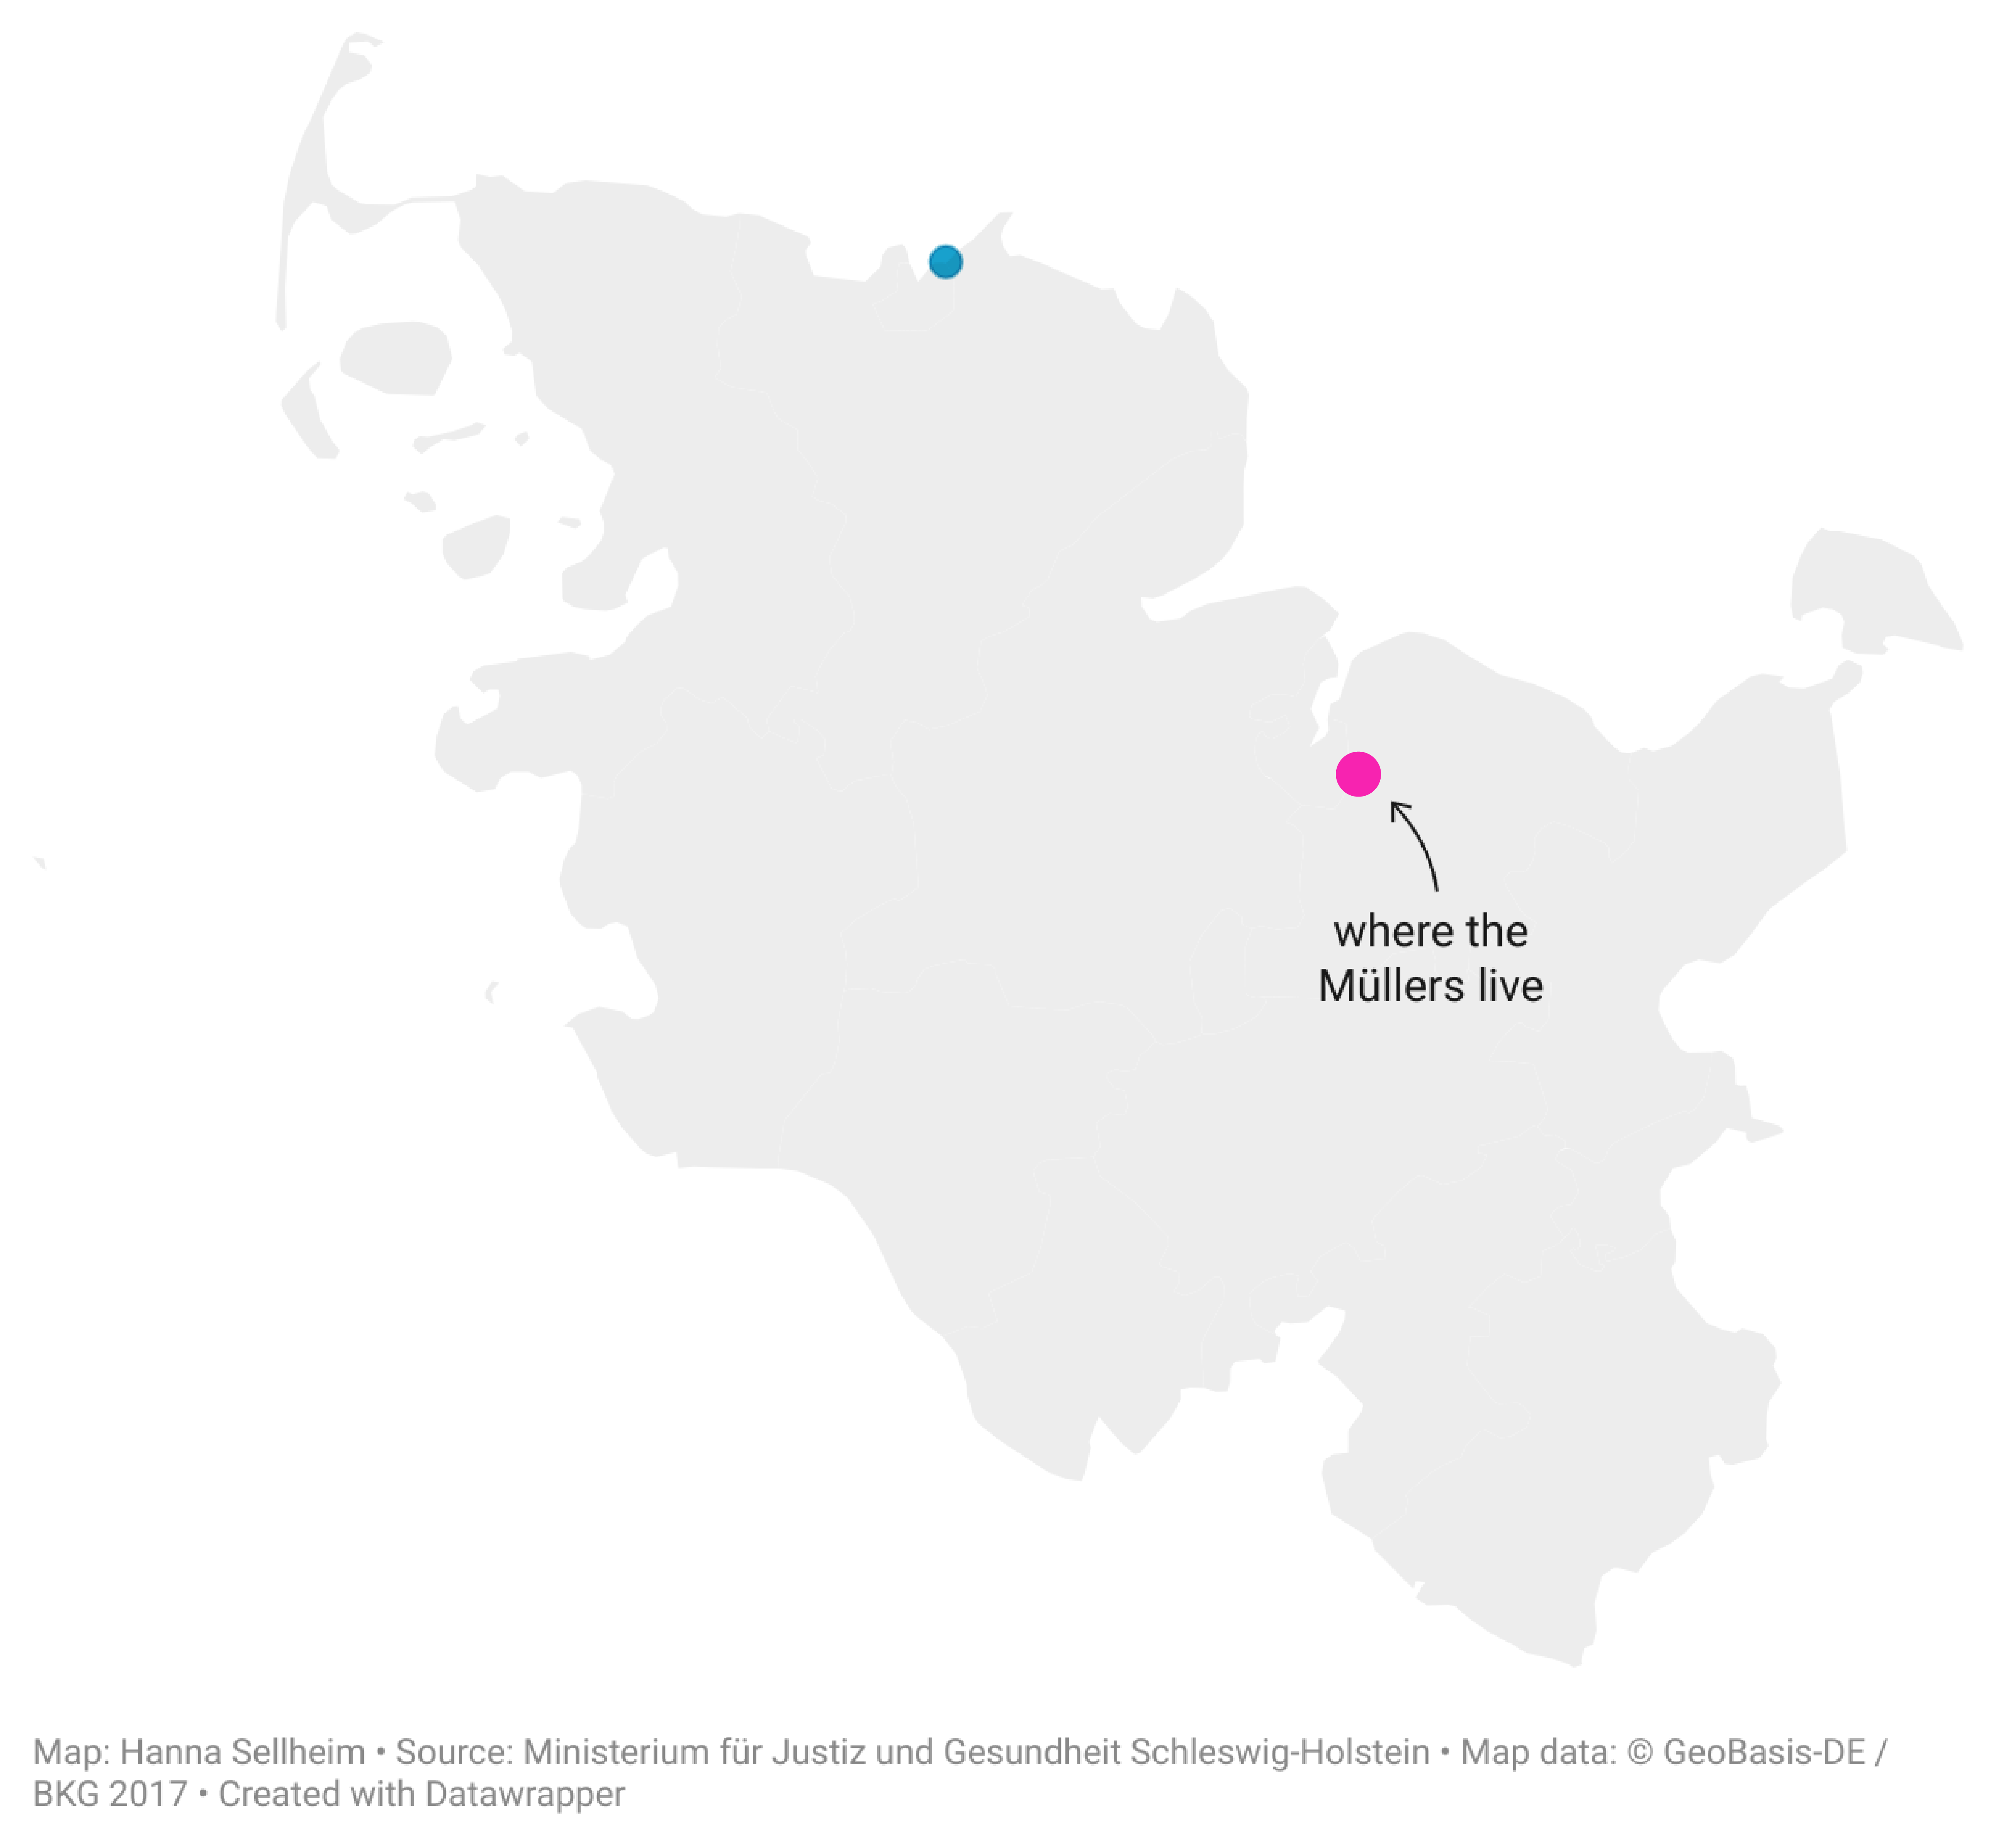 where the
Müllers live
Map: Hanna Sellheim • Source: Ministerium für Justiz und Gesundheit Schleswig-Holstein • Map data: © GeoBasis-DE /
BKG 2017 • Created with Datawrapper